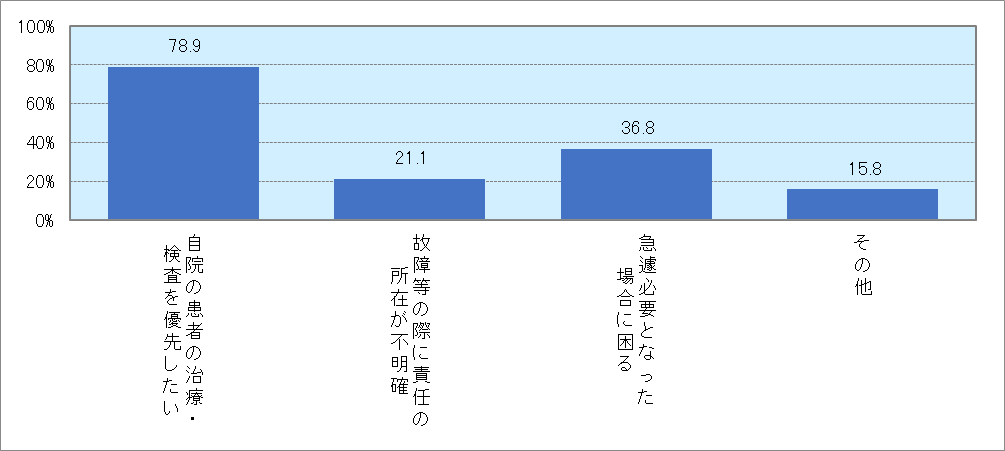 100%
80%
60%
40%
20%
0%
78.9
21.1
36.8
15.8
自院の患者の治療・
検査を優先したい
故障等の際に責任の
所在が不明確
急遽必要となった
場合に困る
その他